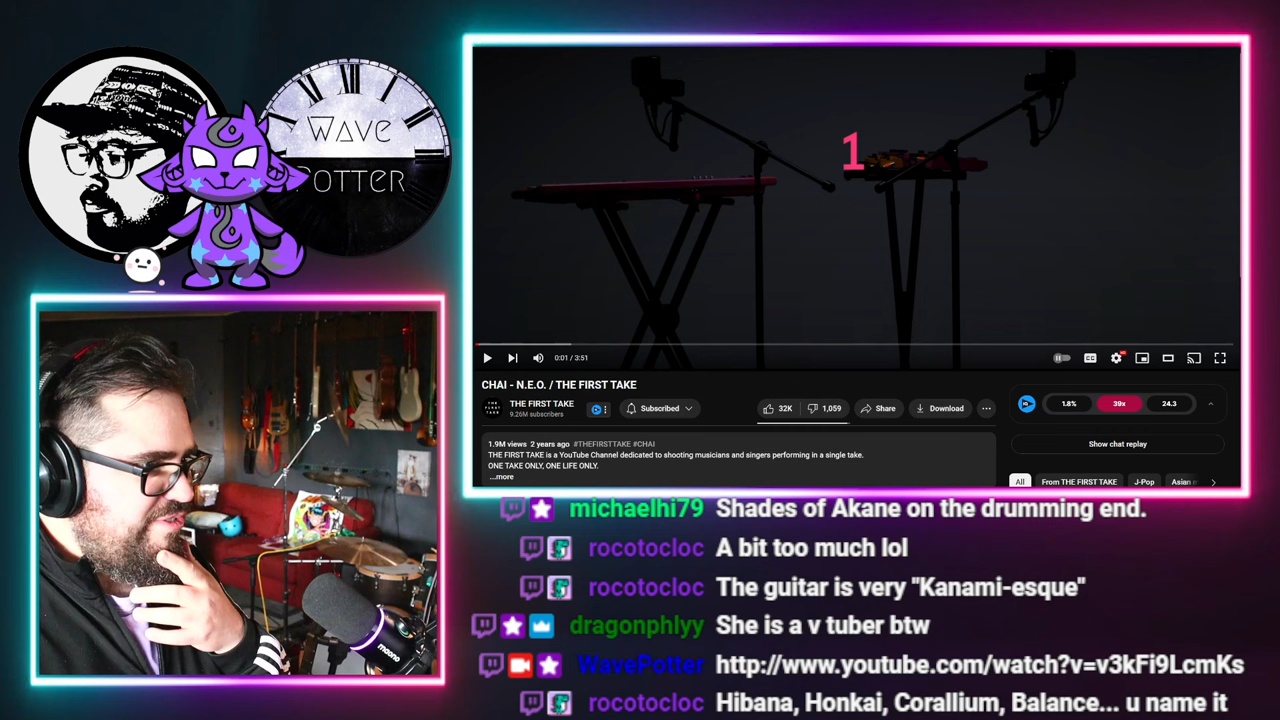 WAVE
POTTER
1
0:01 / 3:51
CHAI - N.E.O. / THE FIRST TAKE
THE FIRST TAKE
9.26M subscribers
Subscribed
32K
1,059
Share
Download
1.8%
39x
24.3
Show chat replay
1.9M views 2 years ago #THEFIRSTTAKE #CHAI
THE FIRST TAKE is a YouTube Channel dedicated to shooting musicians and singers performing in a single take.
ONE TAKE ONLY, ONE LIFE ONLY.
...more
All
From THE FIRST TAKE
J-Pop
Asian
michaelhi79 Shades of Akane on the drumming end.
rocotocloc A bit too much lol
rocotocloc The guitar is very "Kanami-esque"
dragonphlyy She is a v tuber btw
WavePotter http://www.youtube.com/watch?v=v3kFi9LcmKs
rocotocloc Hibana, Honkai, Corallium, Balance... u name it
moono